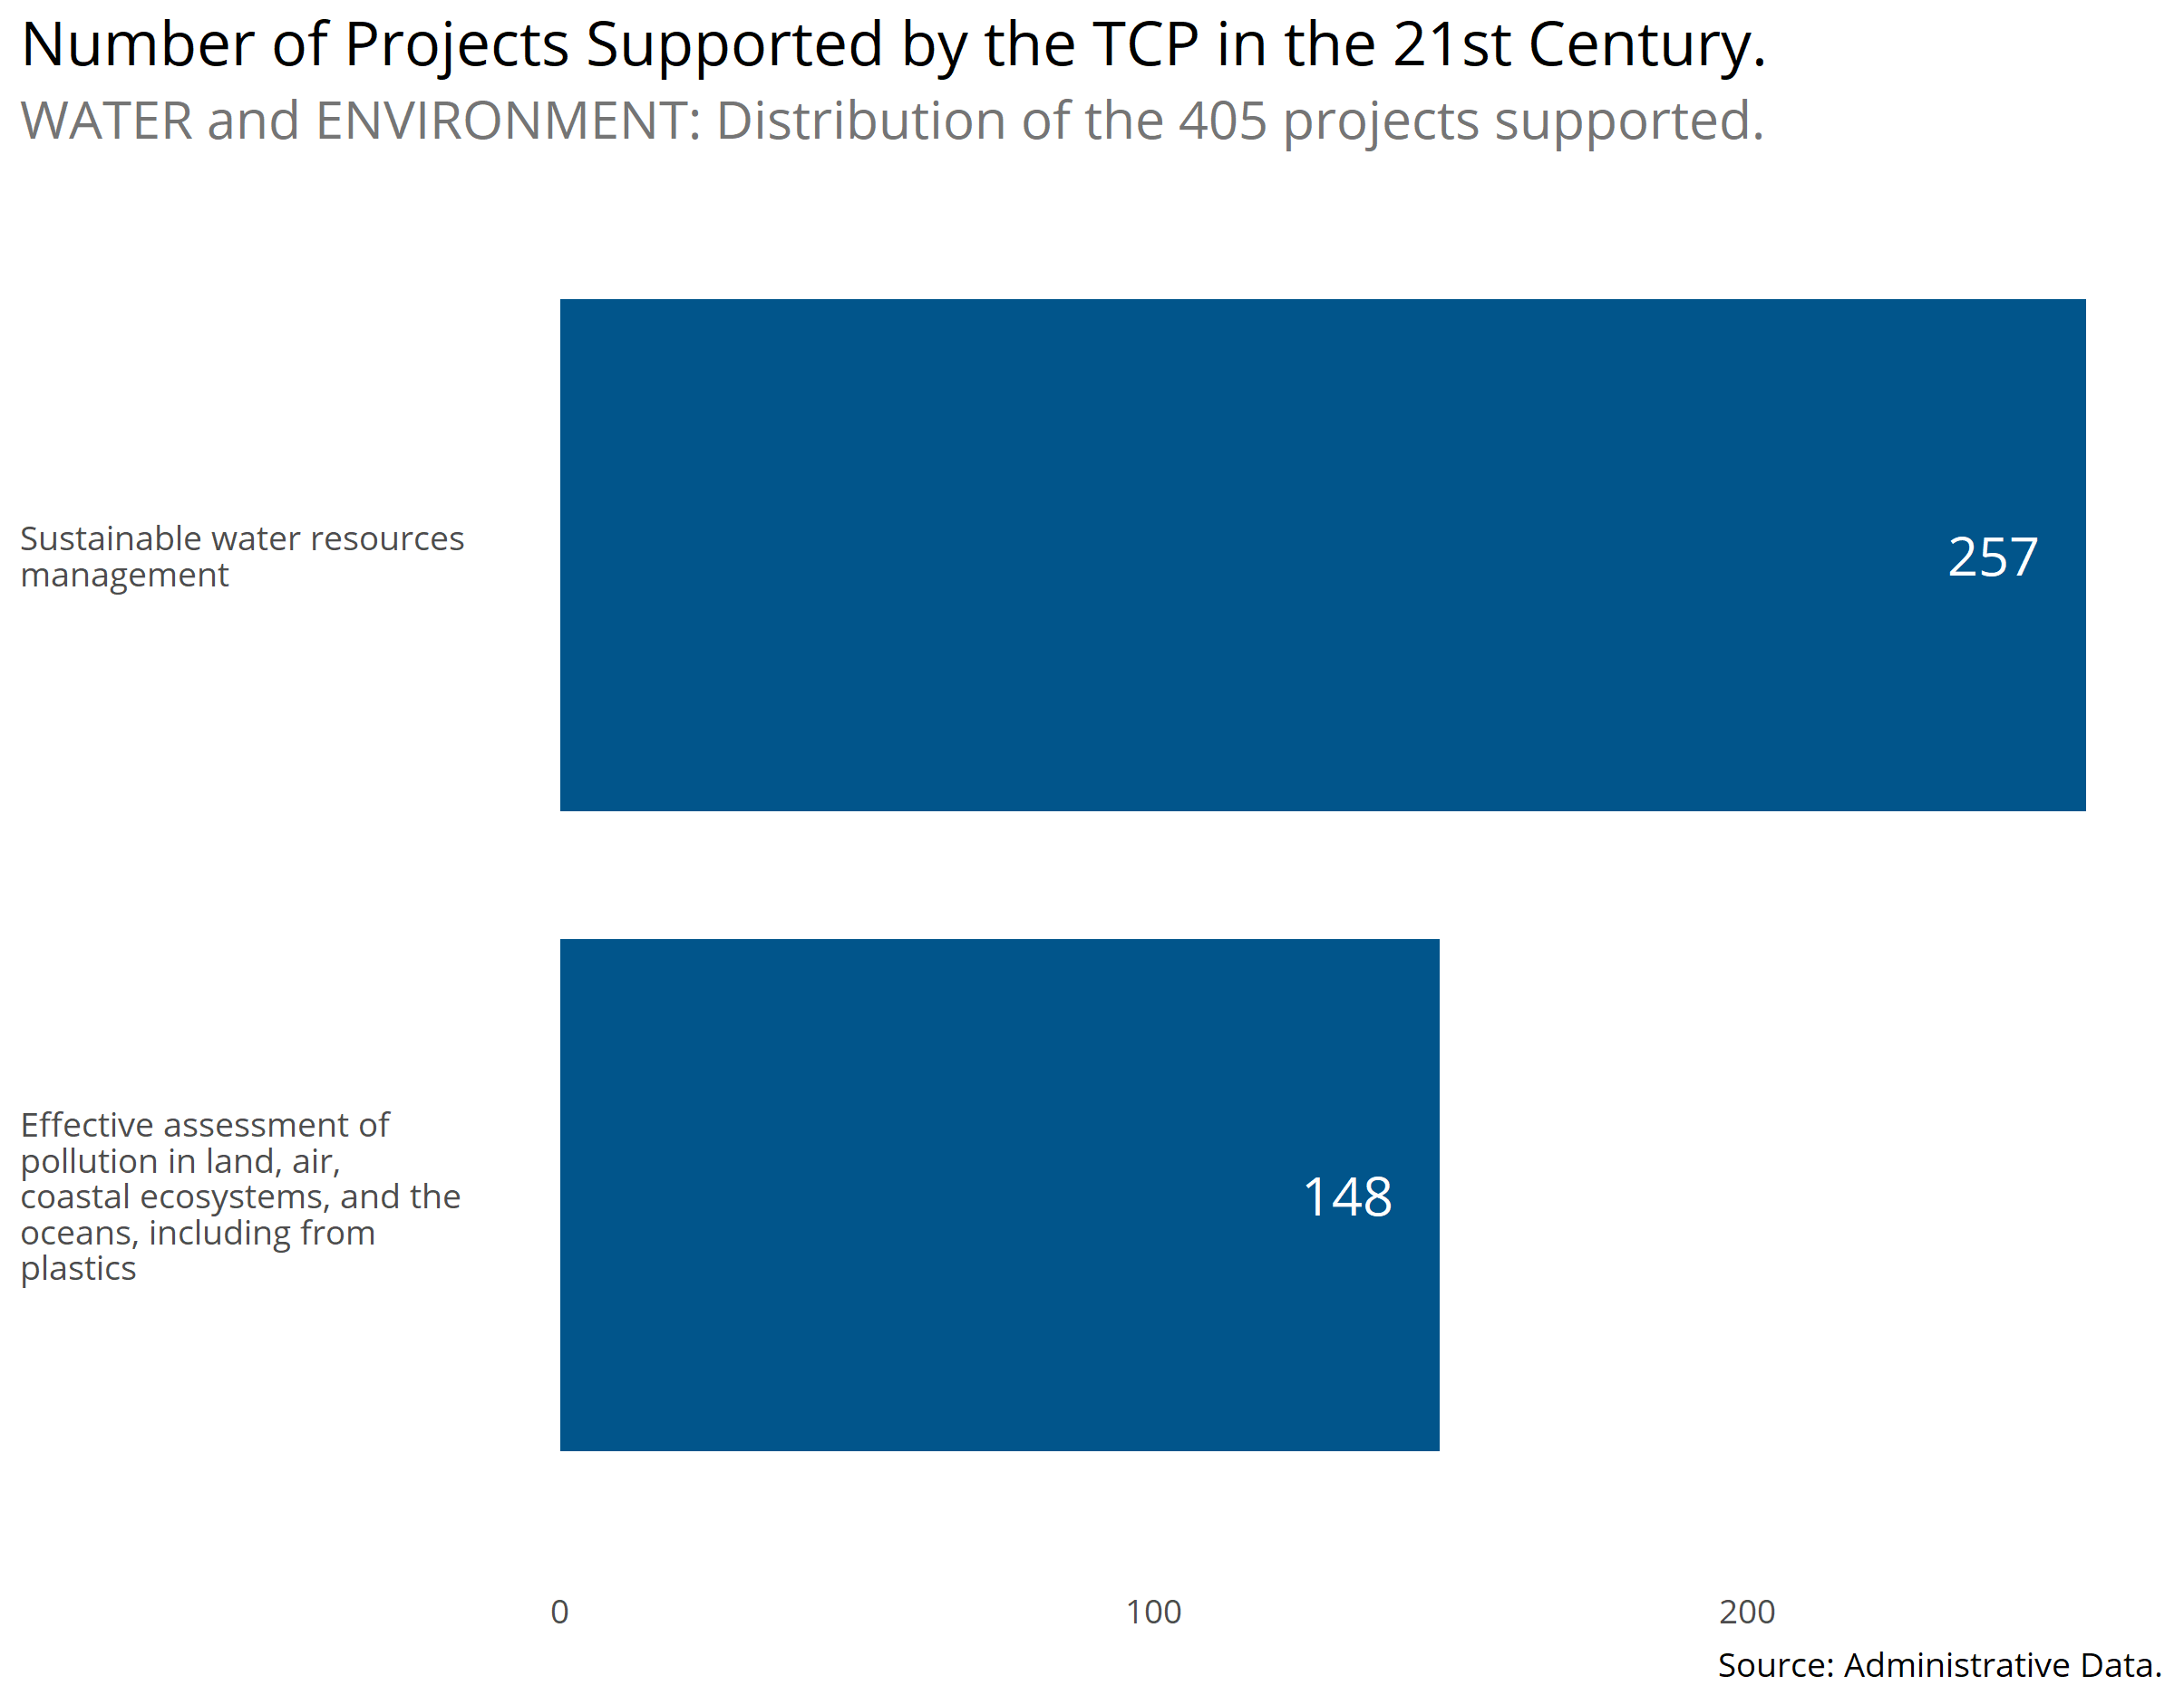 Number of Projects Supported by the TCP in the 21st Century.
WATER and ENVIRONMENT: Distribution of the 405 projects supported.
Sustainable water resources
management
257
Effective assessment of
pollution in land, air,
coastal ecosystems, and the
oceans, including from
plastics
148
0 100 200
Source: Administrative Data.